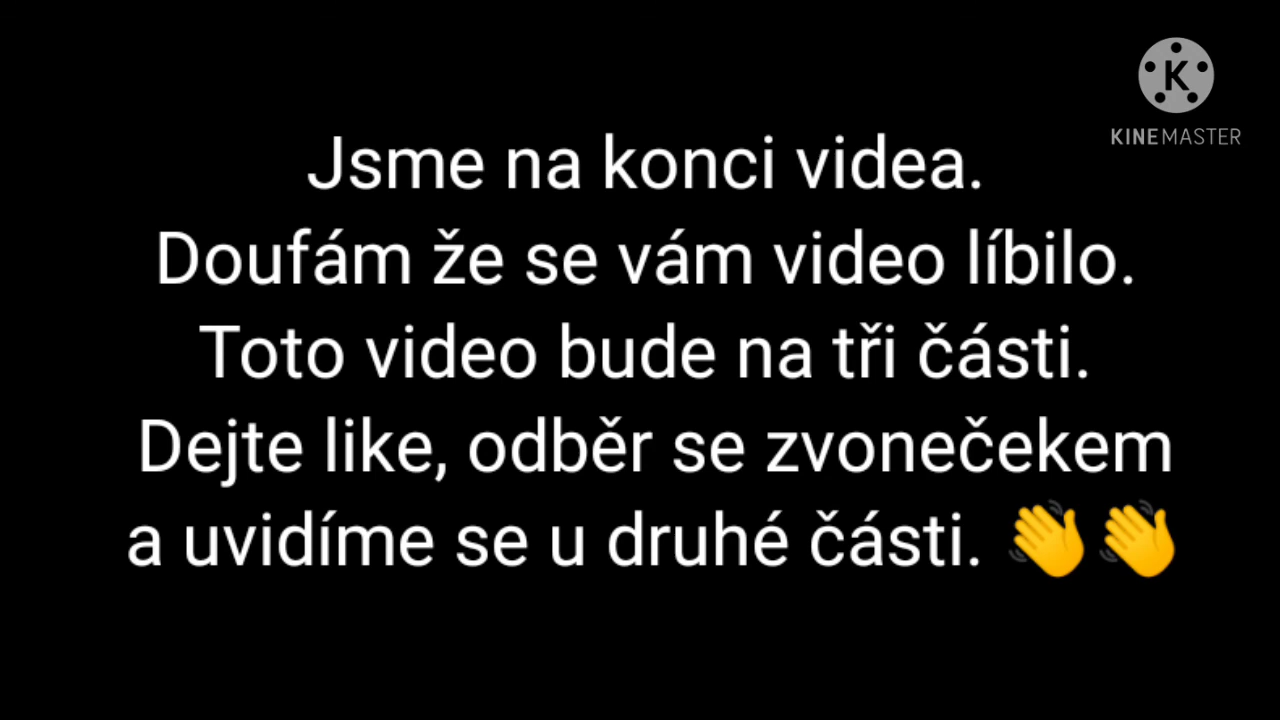 KINEMASTER
Jsme na konci videa.
Doufám že se vám video líbilo.
Toto video bude na tři části.
Dejte like, odběr se zvonečekem
a uvidíme se u druhé části. 👋👋